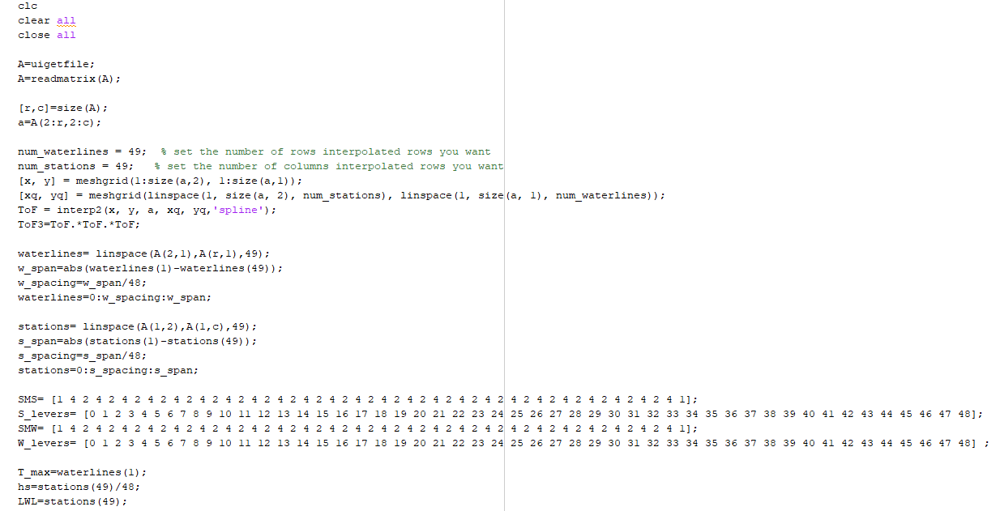 clc
clear all
close all
A=uigetfile;
A=readmatrix(A);
[r,c]=size(A);
a=A(2:r,2:c);
num_waterlines = 49;  % set the number of rows interpolated rows you want
num_stations = 49;   % set the number of columns interpolated rows you want
[x, y] = meshgrid(1:size(a,2), 1:size(a,1));
[xq, yq] = meshgrid(linspace(1, size(a, 2), num_stations), linspace(1, size(a, 1), num_waterlines));
ToF = interp2(x, y, a, xq, yq,'spline');
ToF3=ToF.*ToF.*ToF;
waterlines= linspace(A(2,1),A(r,1),49);
w_span=abs(waterlines(1)-waterlines(49));
w_spacing=w_span/48;
waterlines=0:w_spacing:w_span;
stations= linspace(A(1,2),A(1,c),49);
s_span=abs(stations(1)-stations(49));
s_spacing=s_span/48;
stations=0:s_spacing:s_span;
SMS= [1 4 2 4 2 4 2 4 2 4 2 4 2 4 2 4 2 4 2 4 2 4 2 4 2 4 2 4 2 4 2 4 2 4 2 4 2 4 2 4 2 4 2 4 2 4 2 4 1];
S_levers= [0 1 2 3 4 5 6 7 8 9 10 11 12 13 14 15 16 17 18 19 20 21 22 23 24 25 26 27 28 29 30 31 32 33 34 35 36 37 38 39 40 41 42 43 44 45 46 47 48];
SMW= [1 4 2 4 2 4 2 4 2 4 2 4 2 4 2 4 2 4 2 4 2 4 2 4 2 4 2 4 2 4 2 4 2 4 2 4 2 4 2 4 2 4 2 4 2 4 2 4 1];
W_levers= [0 1 2 3 4 5 6 7 8 9 10 11 12 13 14 15 16 17 18 19 20 21 22 23 24 25 26 27 28 29 30 31 32 33 34 35 36 37 38 39 40 41 42 43 44 45 46 47 48] ;
T_max=waterlines(1);
hs=stations(49)/48;
LWL=stations(49);